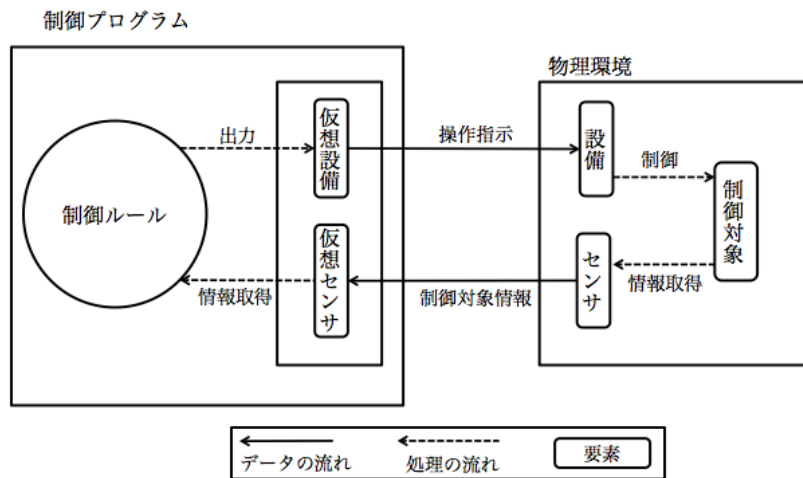 制御プログラム
物理環境
仮想設備
設備
出力
操作指示
制御
制御ルール
制御対象
仮想センサ
センサ
情報取得
制御対象情報
情報取得
データの流れ
処理の流れ
要素